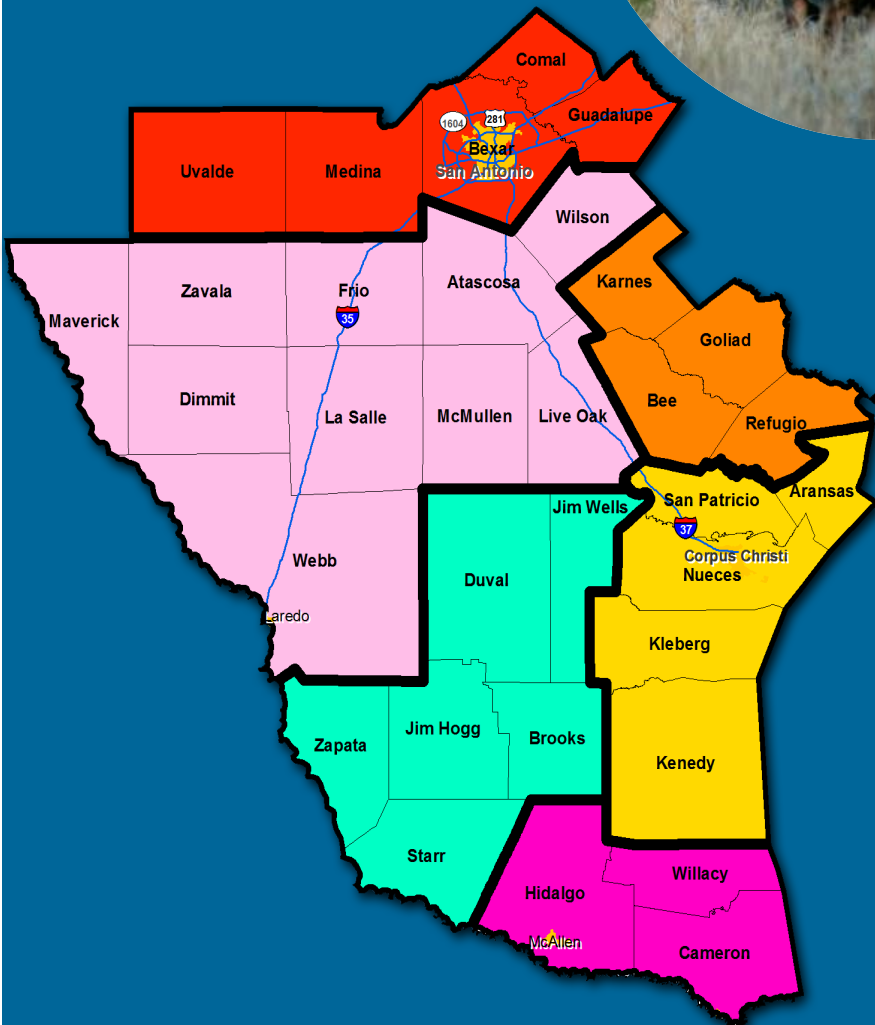 Comal
281
1604
Guadalupe
Bexar
San Antonio
Uvalde
Medina
Wilson
Karnes
Atascosa
Zavala
Frio
35
Maverick
Goliad
Dimmit
Bee
La Salle
McMullen
Live Oak
Refugio
Aransas
San Patricio
Jim Wells
37
Corpus Christi
Nueces
Webb
Duval
Laredo
Kleberg
Jim Hogg
Brooks
Zapata
Kenedy
Starr
Willacy
Hidalgo
McAllen
Cameron